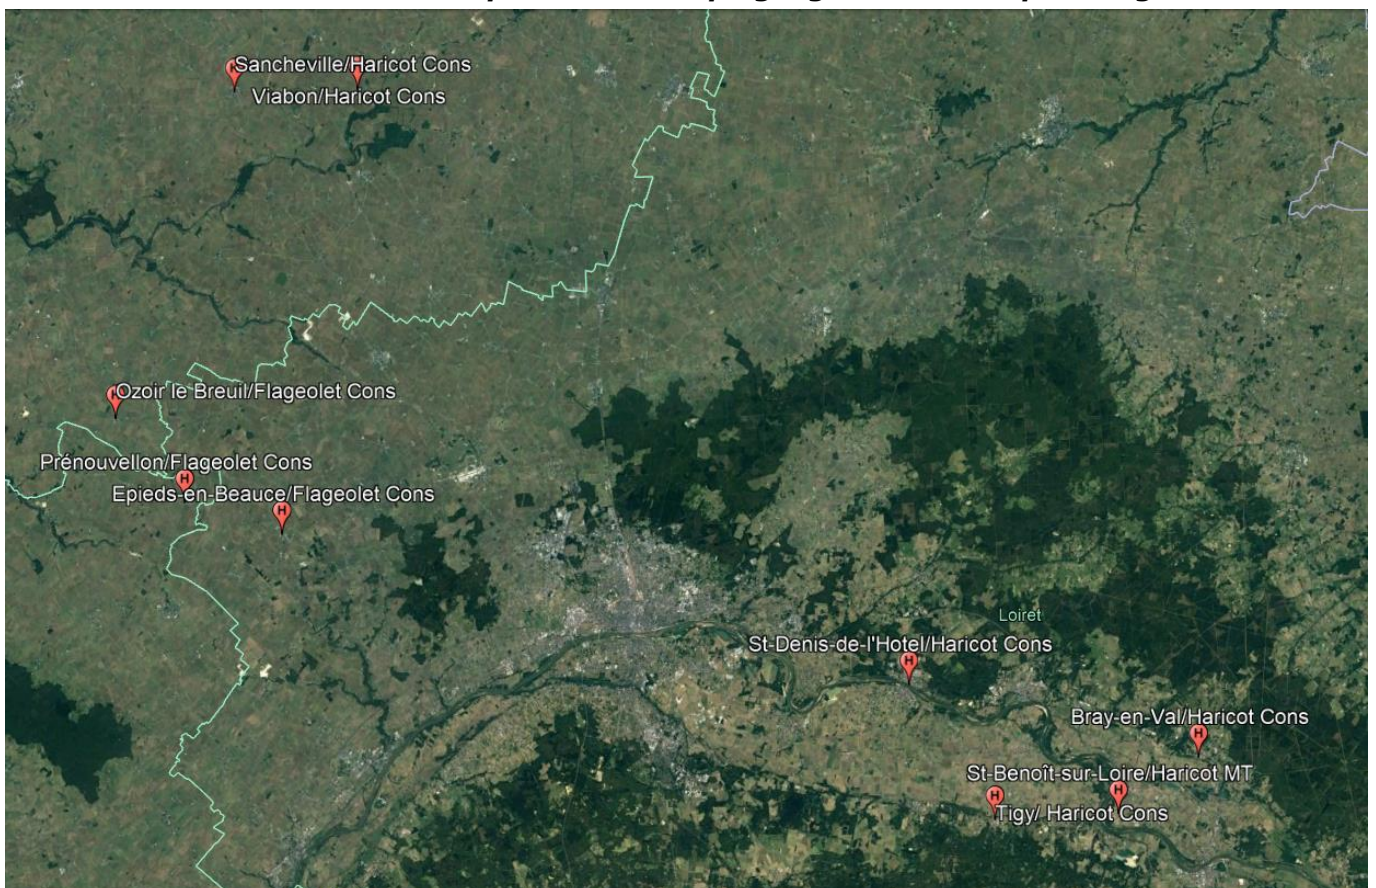 Sancheville/Haricot Cons
Viabon/Haricot Cons
Ozoir le Breuil/Flageolet Cons
Prénouvellon/Flageolet Cons
H
Epieds-en-Beauce/Flageolet Cons
H
Loiret
St-Denis-de-l'Hotel/Haricot Cons
H
Bray-en-Val/Haricot Cons
H
St-Benoît-sur-Loire/Haricot MT
H
H
Tigy/ Haricot Cons